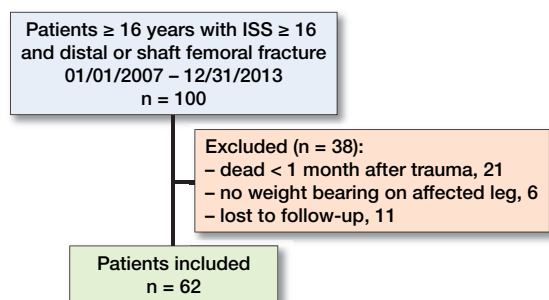 Patients ≥ 16 years with ISS ≥ 16
and distal or shaft femoral fracture
01/01/2007 – 12/31/2013
n = 100
Excluded (n = 38):
– dead < 1 month after trauma, 21
– no weight bearing on affected leg, 6
– lost to follow-up, 11
Patients included
n = 62